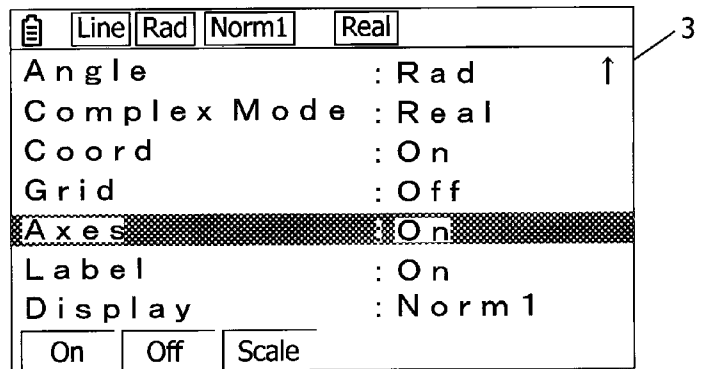 Line Rad Norm1 Real
3
Angle : Rad ↑
Complex Mode : Real
Coord : On
Grid : Off
Axes : On
Label : On
Display : Norm1
On Off Scale